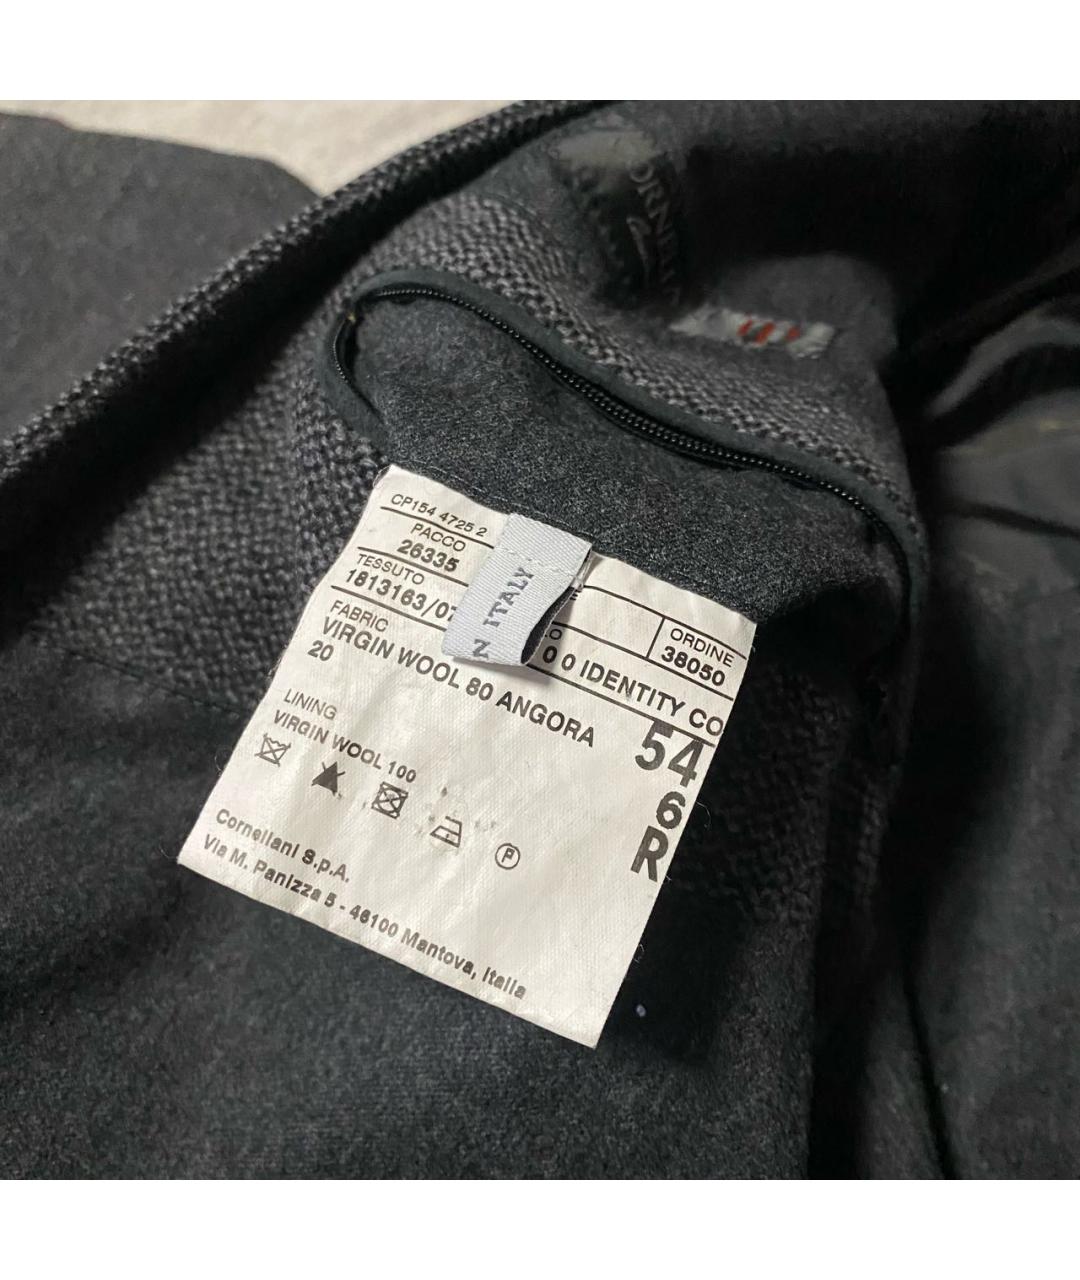 CP154 4725 2
PACCO
26335
TESSUTO
1813163/07
ORDINE
38050
0 0 IDENTITY CO
FABRIC
VIRGIN WOOL 80 ANGORA
20
54
6
R
LINING
VIRGIN WOOL 100
P
Corneliani S.p.A.
Via M. Panizza 5 - 46100 Mantova, Italia
N ITALY
ORNELI